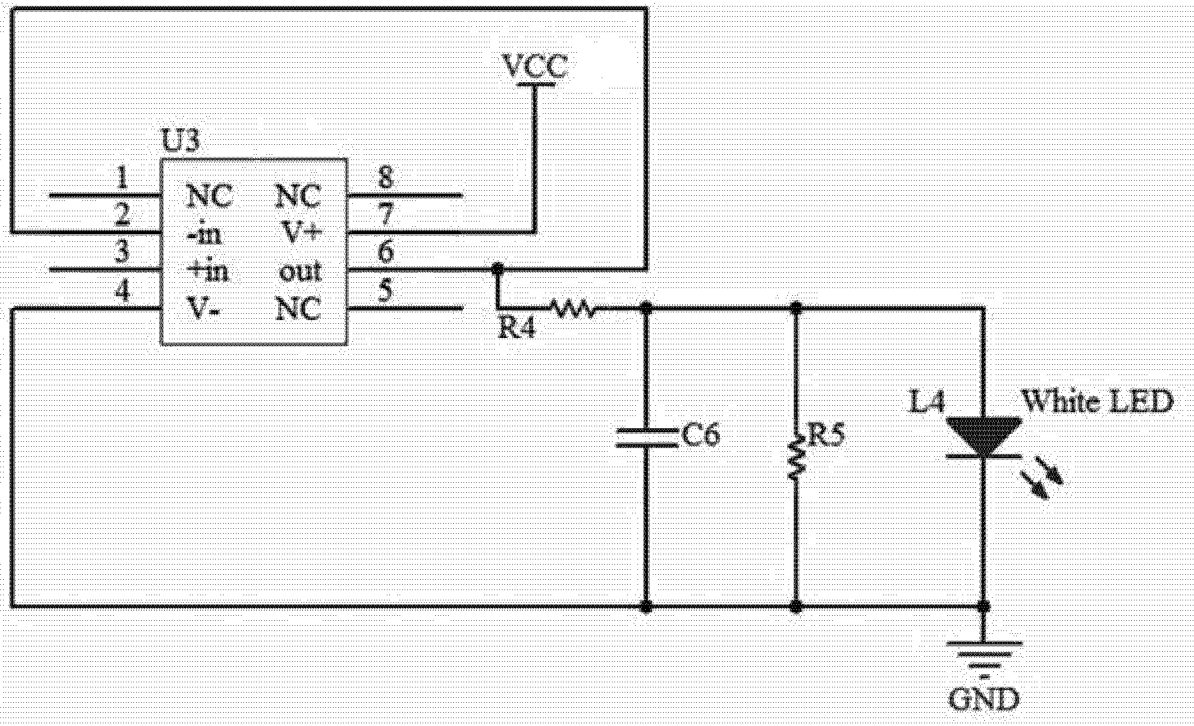 VCC
U3
1 NC NC 8
2 -in V+ 7
3 +in out 6
4 V- NC 5
R4
L4 White LED
C6 R5
GND